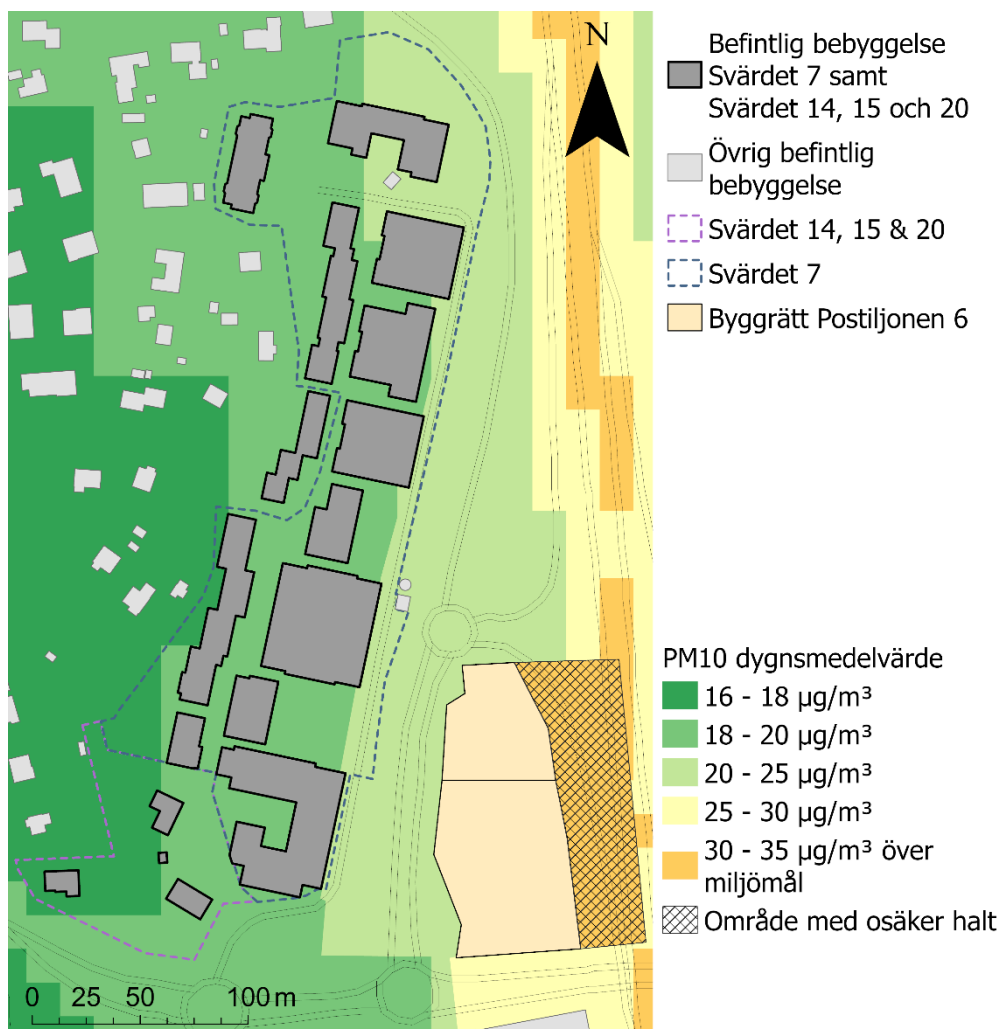 N
Befintlig bebyggelse
Svärdet 7 samt
Svärdet 14, 15 och 20
Övrig befintlig
bebyggelse
Svärdet 14, 15 & 20
Svärdet 7
Byggrätt Postiljonen 6
PM10 dygnsmedelvärde
16 - 18 µg/m³
18 - 20 µg/m³
20 - 25 µg/m³
25 - 30 µg/m³
30 - 35 µg/m³ över
miljömål
Område med osäker halt
0 25 50 100 m